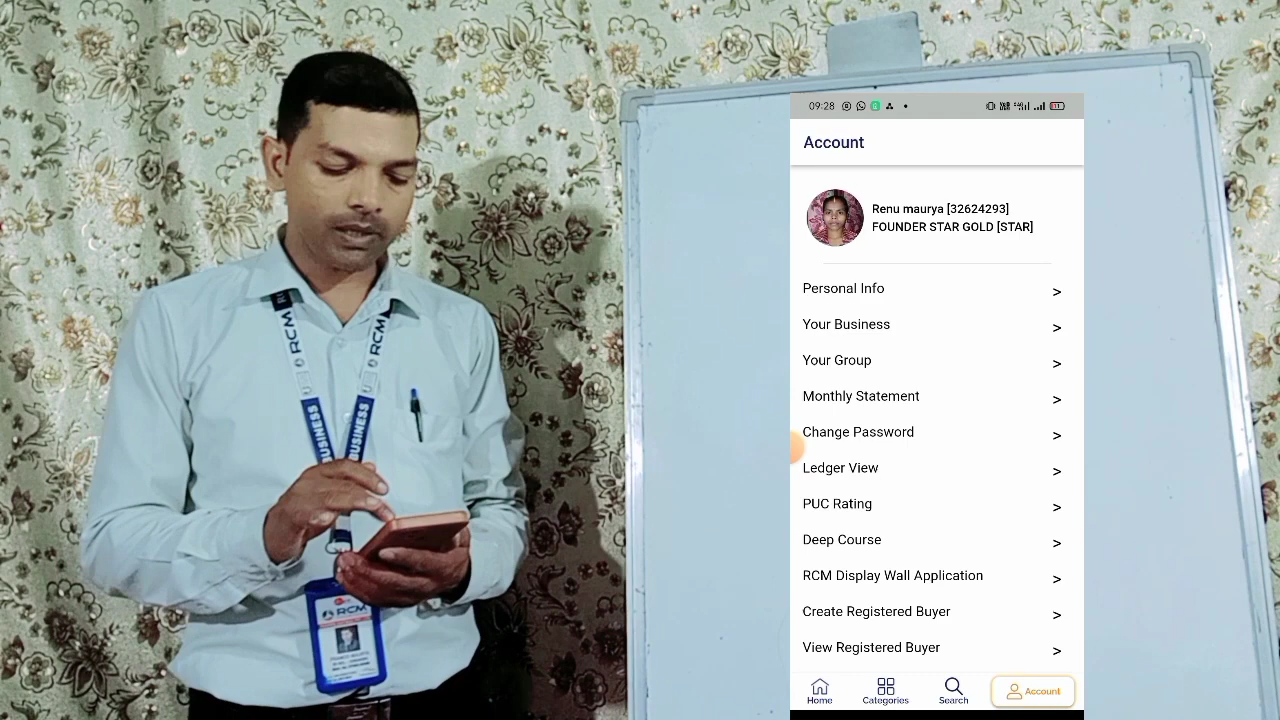 RCM
RCM
BUSINESS
BUSINESS
RCM
09:28
Account
Renu maurya [32624293]
FOUNDER STAR GOLD [STAR]
Personal Info >
Your Business >
Your Group >
Monthly Statement >
Change Password >
Ledger View >
PUC Rating >
Deep Course >
RCM Display Wall Application >
Create Registered Buyer >
View Registered Buyer >
Home Categories Search Account